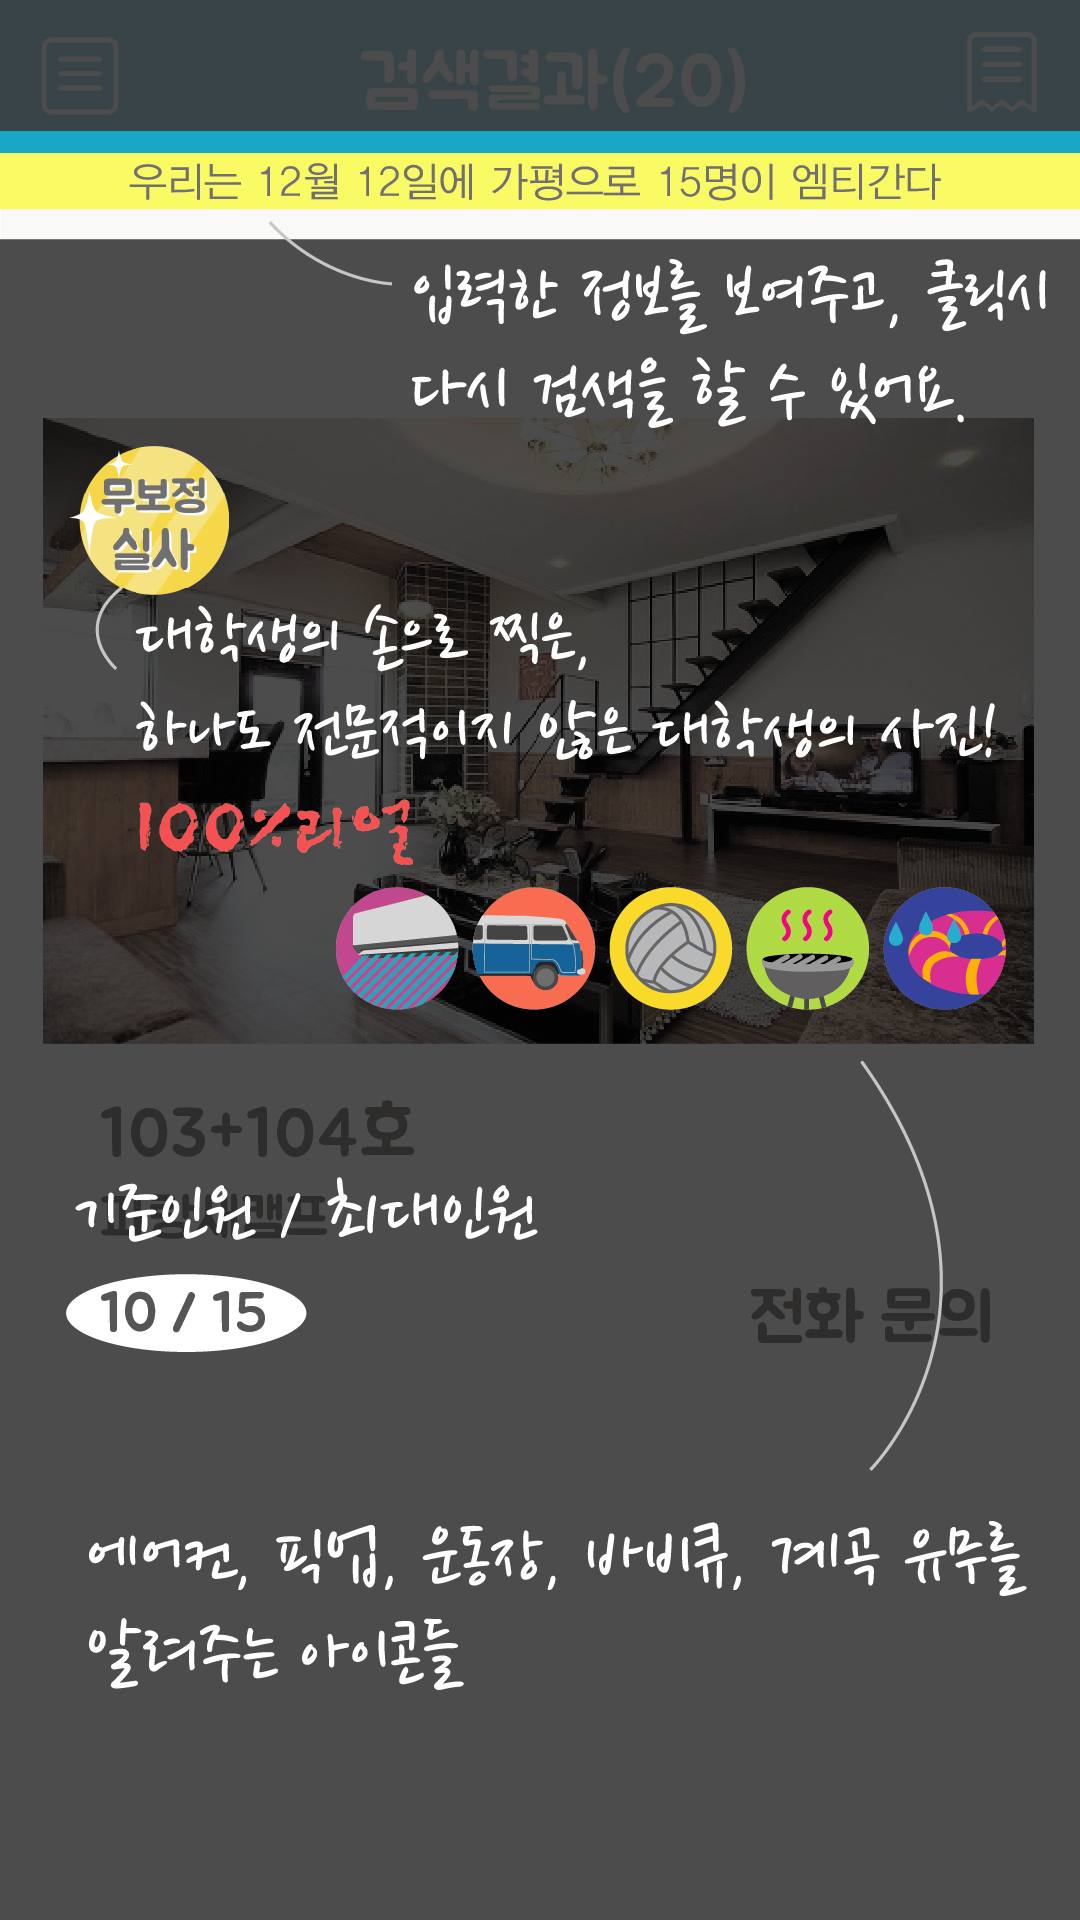 검색결과(20)
우리는 12월 12일에 가평으로 15명이 엠티간다
입력한 정보를 보여주고, 클릭시
다시 검색을 할 수 있어요.
무보정
실사
대학생의 손으로 찍은,
하나도 전문적이지 않은 대학생의 사진!
100%리얼
103+104호
기준인원 / 최대인원
10 / 15
전화 문의
에어컨, 픽업, 운동장, 바비큐, 계곡 유무를
알려주는 아이콘들